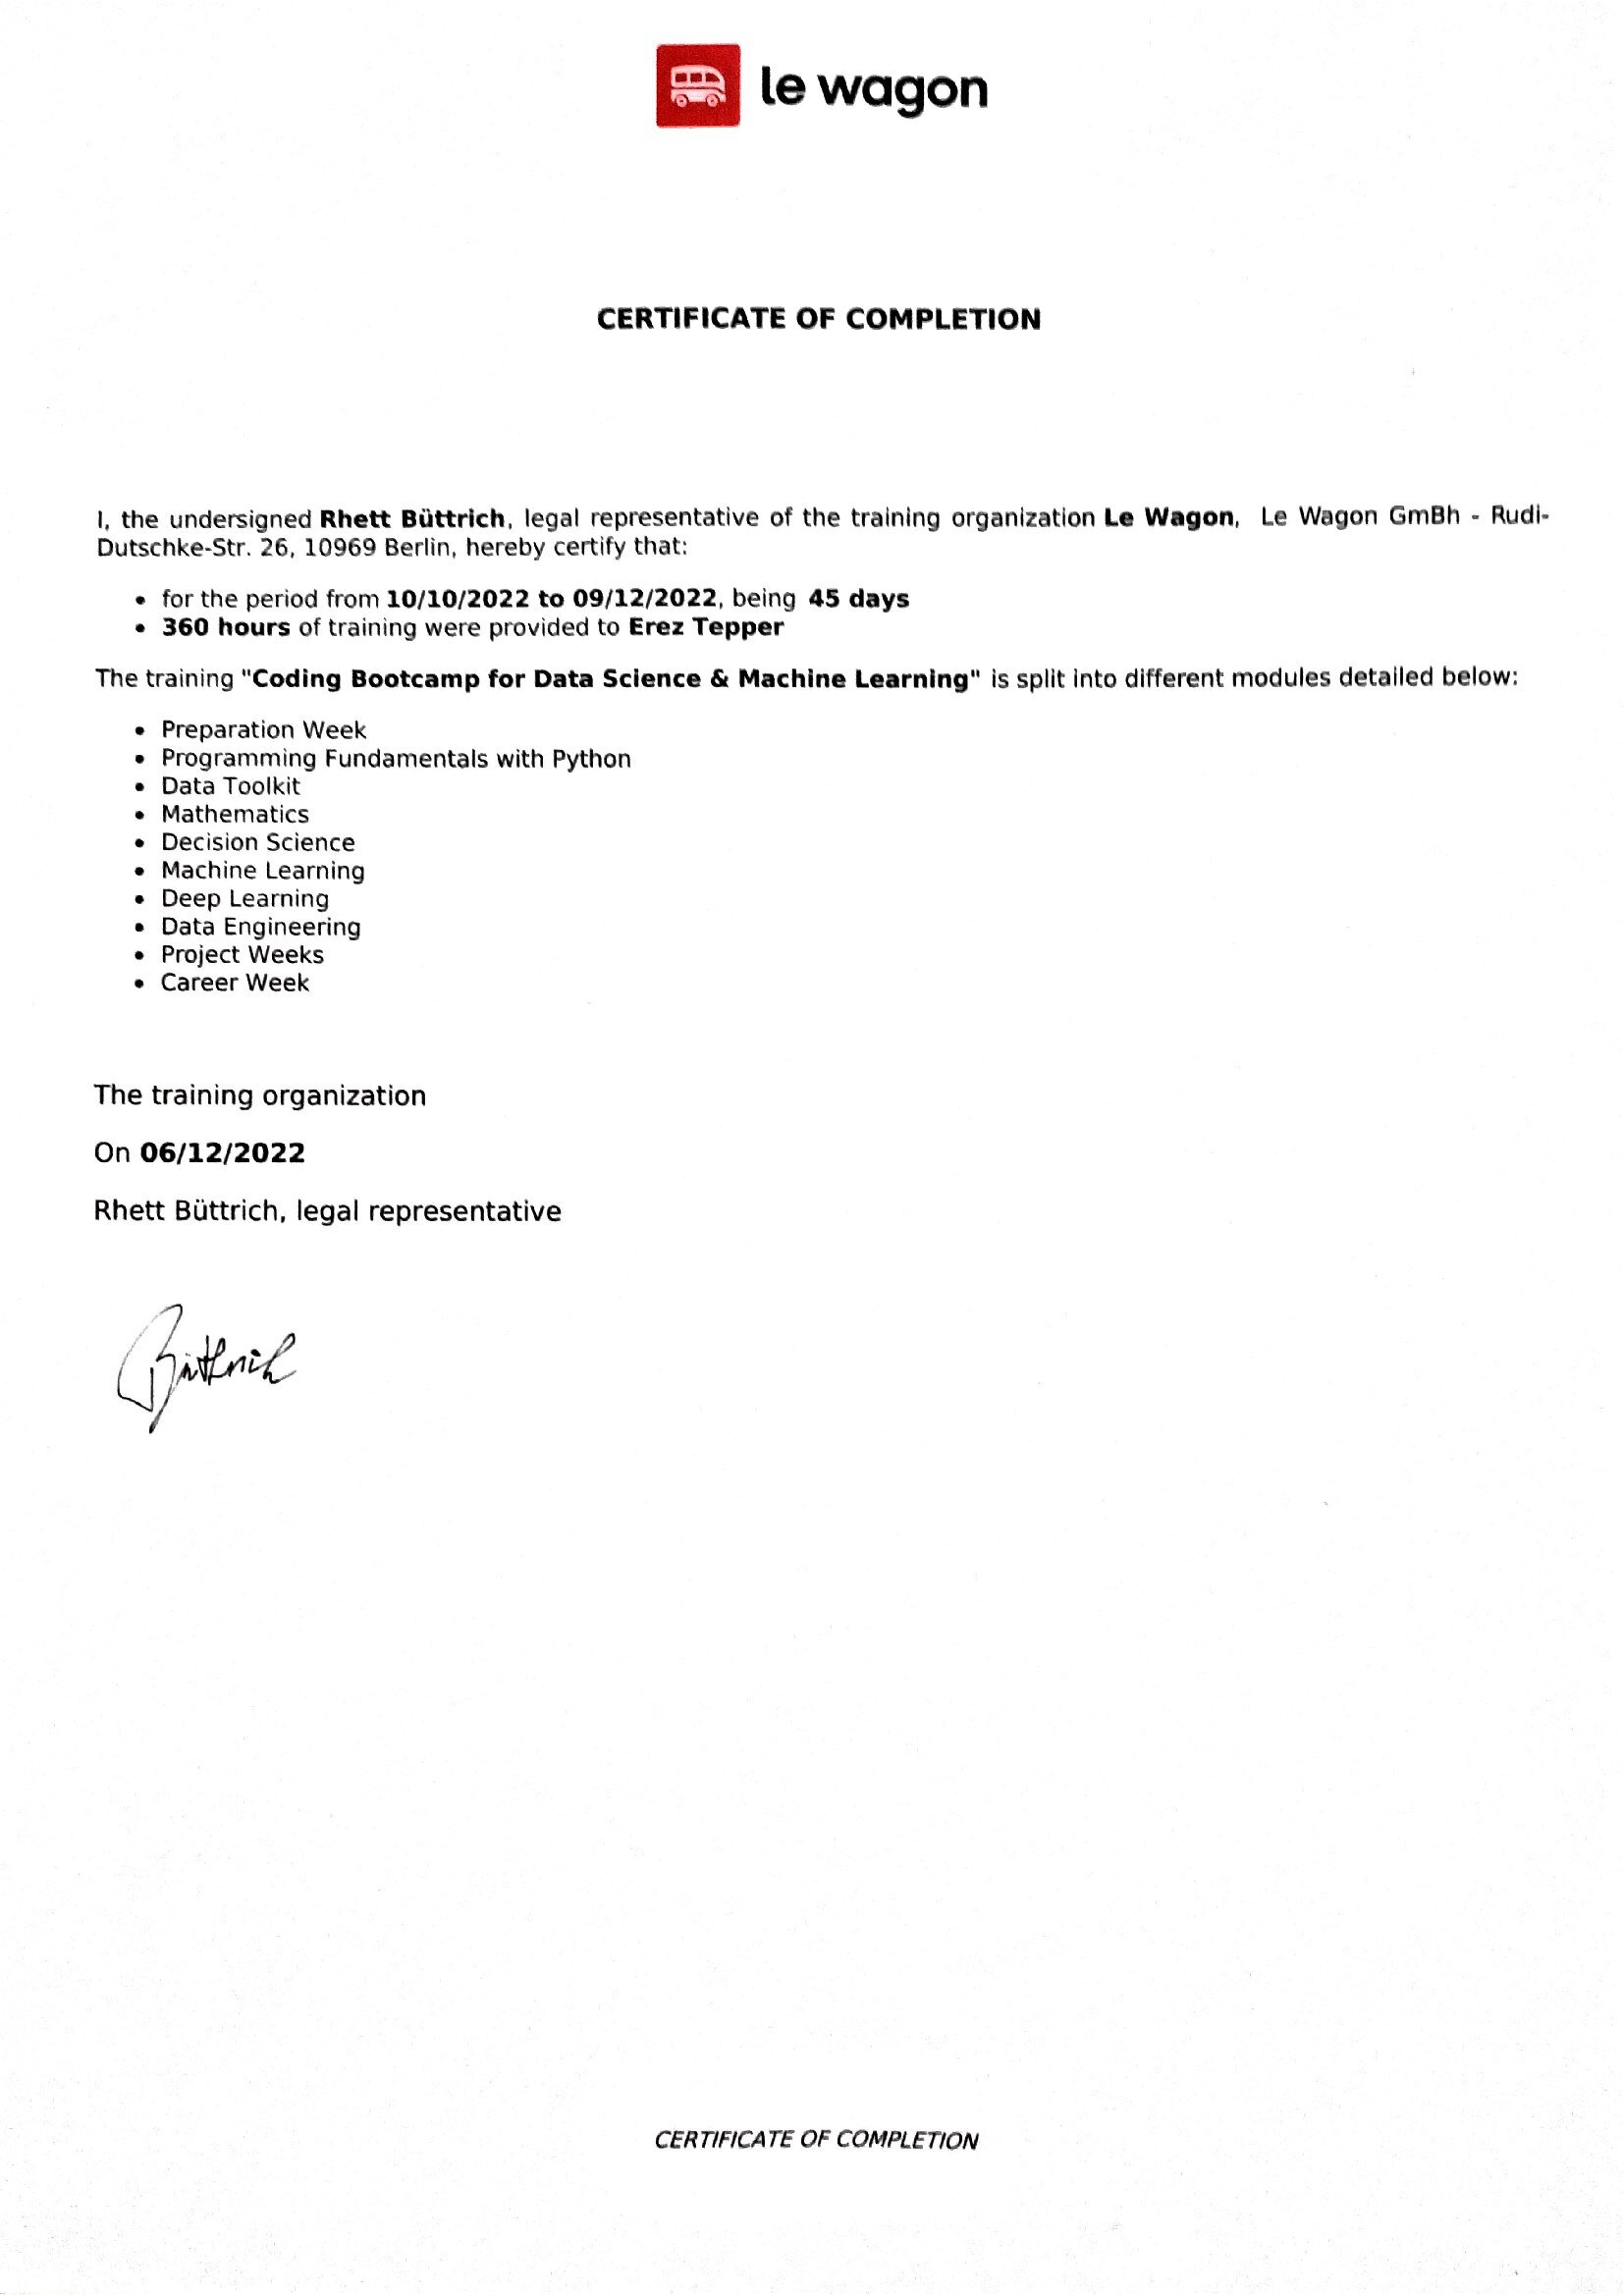 le wagon
CERTIFICATE OF COMPLETION
I, the undersigned Rhett Büttrich, legal representative of the training organization Le Wagon, Le Wagon GmBh - Rudi-
Dutschke-Str. 26, 10969 Berlin, hereby certify that:
• for the period from 10/10/2022 to 09/12/2022, being 45 days
• 360 hours of training were provided to Erez Tepper
The training "Coding Bootcamp for Data Science & Machine Learning" is split into different modules detailed below:
• Preparation Week
• Programming Fundamentals with Python
• Data Toolkit
• Mathematics
• Decision Science
• Machine Learning
• Deep Learning
• Data Engineering
• Project Weeks
• Career Week
The training organization
On 06/12/2022
Rhett Büttrich, legal representative
Büttrich
CERTIFICATE OF COMPLETION